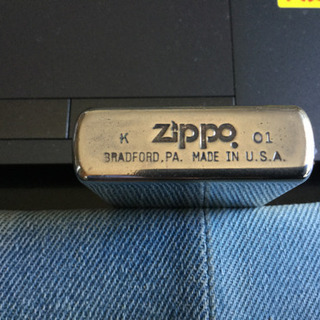 K zippo 01
BRADFORD, PA. MADE IN U.S.A.